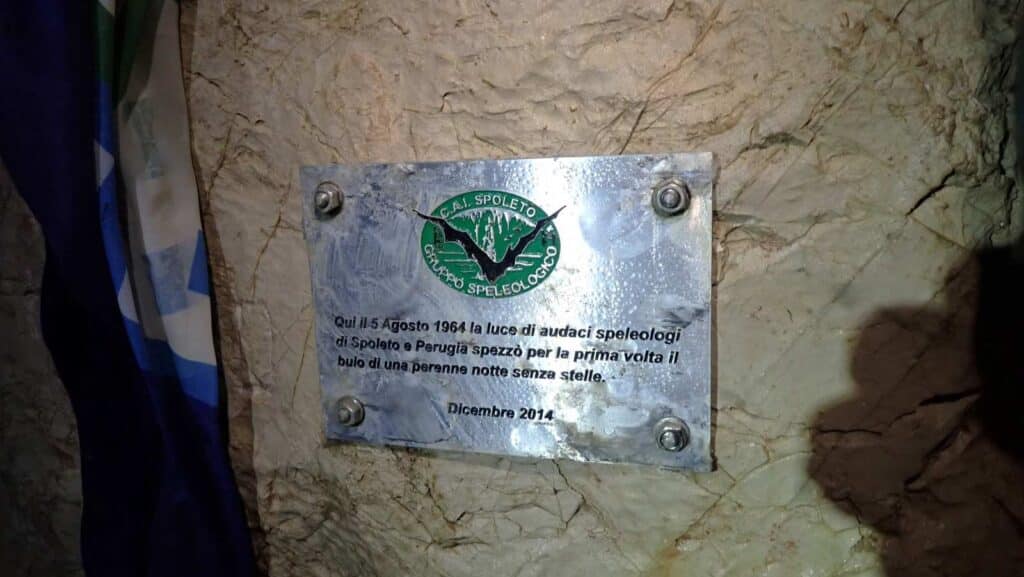 C.A.I. SPOLETO
GRUPPO SPELEOLOGICO
Qui il 5 Agosto 1964 la luce di audaci speleologi
di Spoleto e Perugia spezzò per la prima volta il
buio di una perenne notte senza stelle.
Dicembre 2014